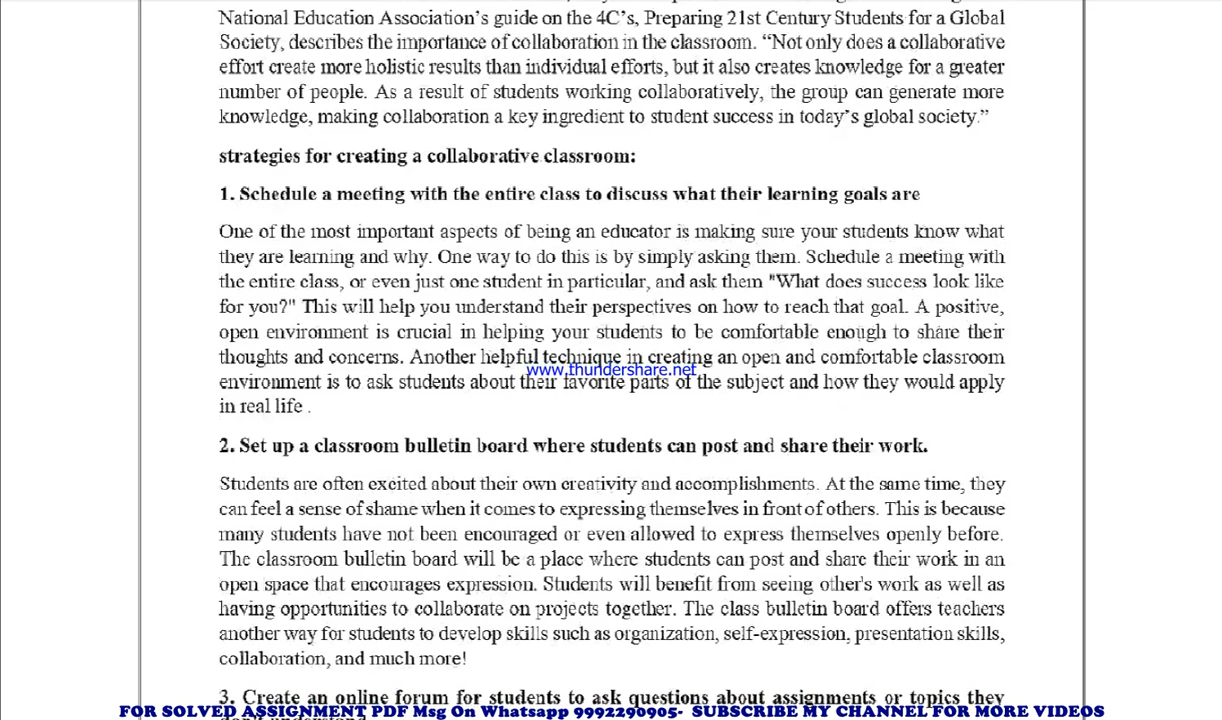 National Education Association's guide on the 4C's, Preparing 21st Century Students for a Global
Society, describes the importance of collaboration in the classroom. “Not only does a collaborative
effort create more holistic results than individual efforts, but it also creates knowledge for a greater
number of people. As a result of students working collaboratively, the group can generate more
knowledge, making collaboration a key ingredient to student success in today's global society.”
strategies for creating a collaborative classroom:
1. Schedule a meeting with the entire class to discuss what their learning goals are
One of the most important aspects of being an educator is making sure your students know what
they are learning and why. One way to do this is by simply asking them. Schedule a meeting with
the entire class, or even just one student in particular, and ask them "What does success look like
for you?" This will help you understand their perspectives on how to reach that goal. A positive,
open environment is crucial in helping your students to be comfortable enough to share their
thoughts and concerns. Another helpful technique in creating an open and comfortable classroom
www.thundershare.net
environment is to ask students about their favorite parts of the subject and how they would apply
in real life .
2. Set up a classroom bulletin board where students can post and share their work.
Students are often excited about their own creativity and accomplishments. At the same time, they
can feel a sense of shame when it comes to expressing themselves in front of others. This is because
many students have not been encouraged or even allowed to express themselves openly before.
The classroom bulletin board will be a place where students can post and share their work in an
open space that encourages expression. Students will benefit from seeing other's work as well as
having opportunities to collaborate on projects together. The class bulletin board offers teachers
another way for students to develop skills such as organization, self-expression, presentation skills,
collaboration, and much more!
3. Create an online forum for students to ask questions about assignments or topics they
FOR SOLVED ASSIGNMENT PDF Msg On Whatsapp 9992290905- SUBSCRIBE MY CHANNEL FOR MORE VIDEOS